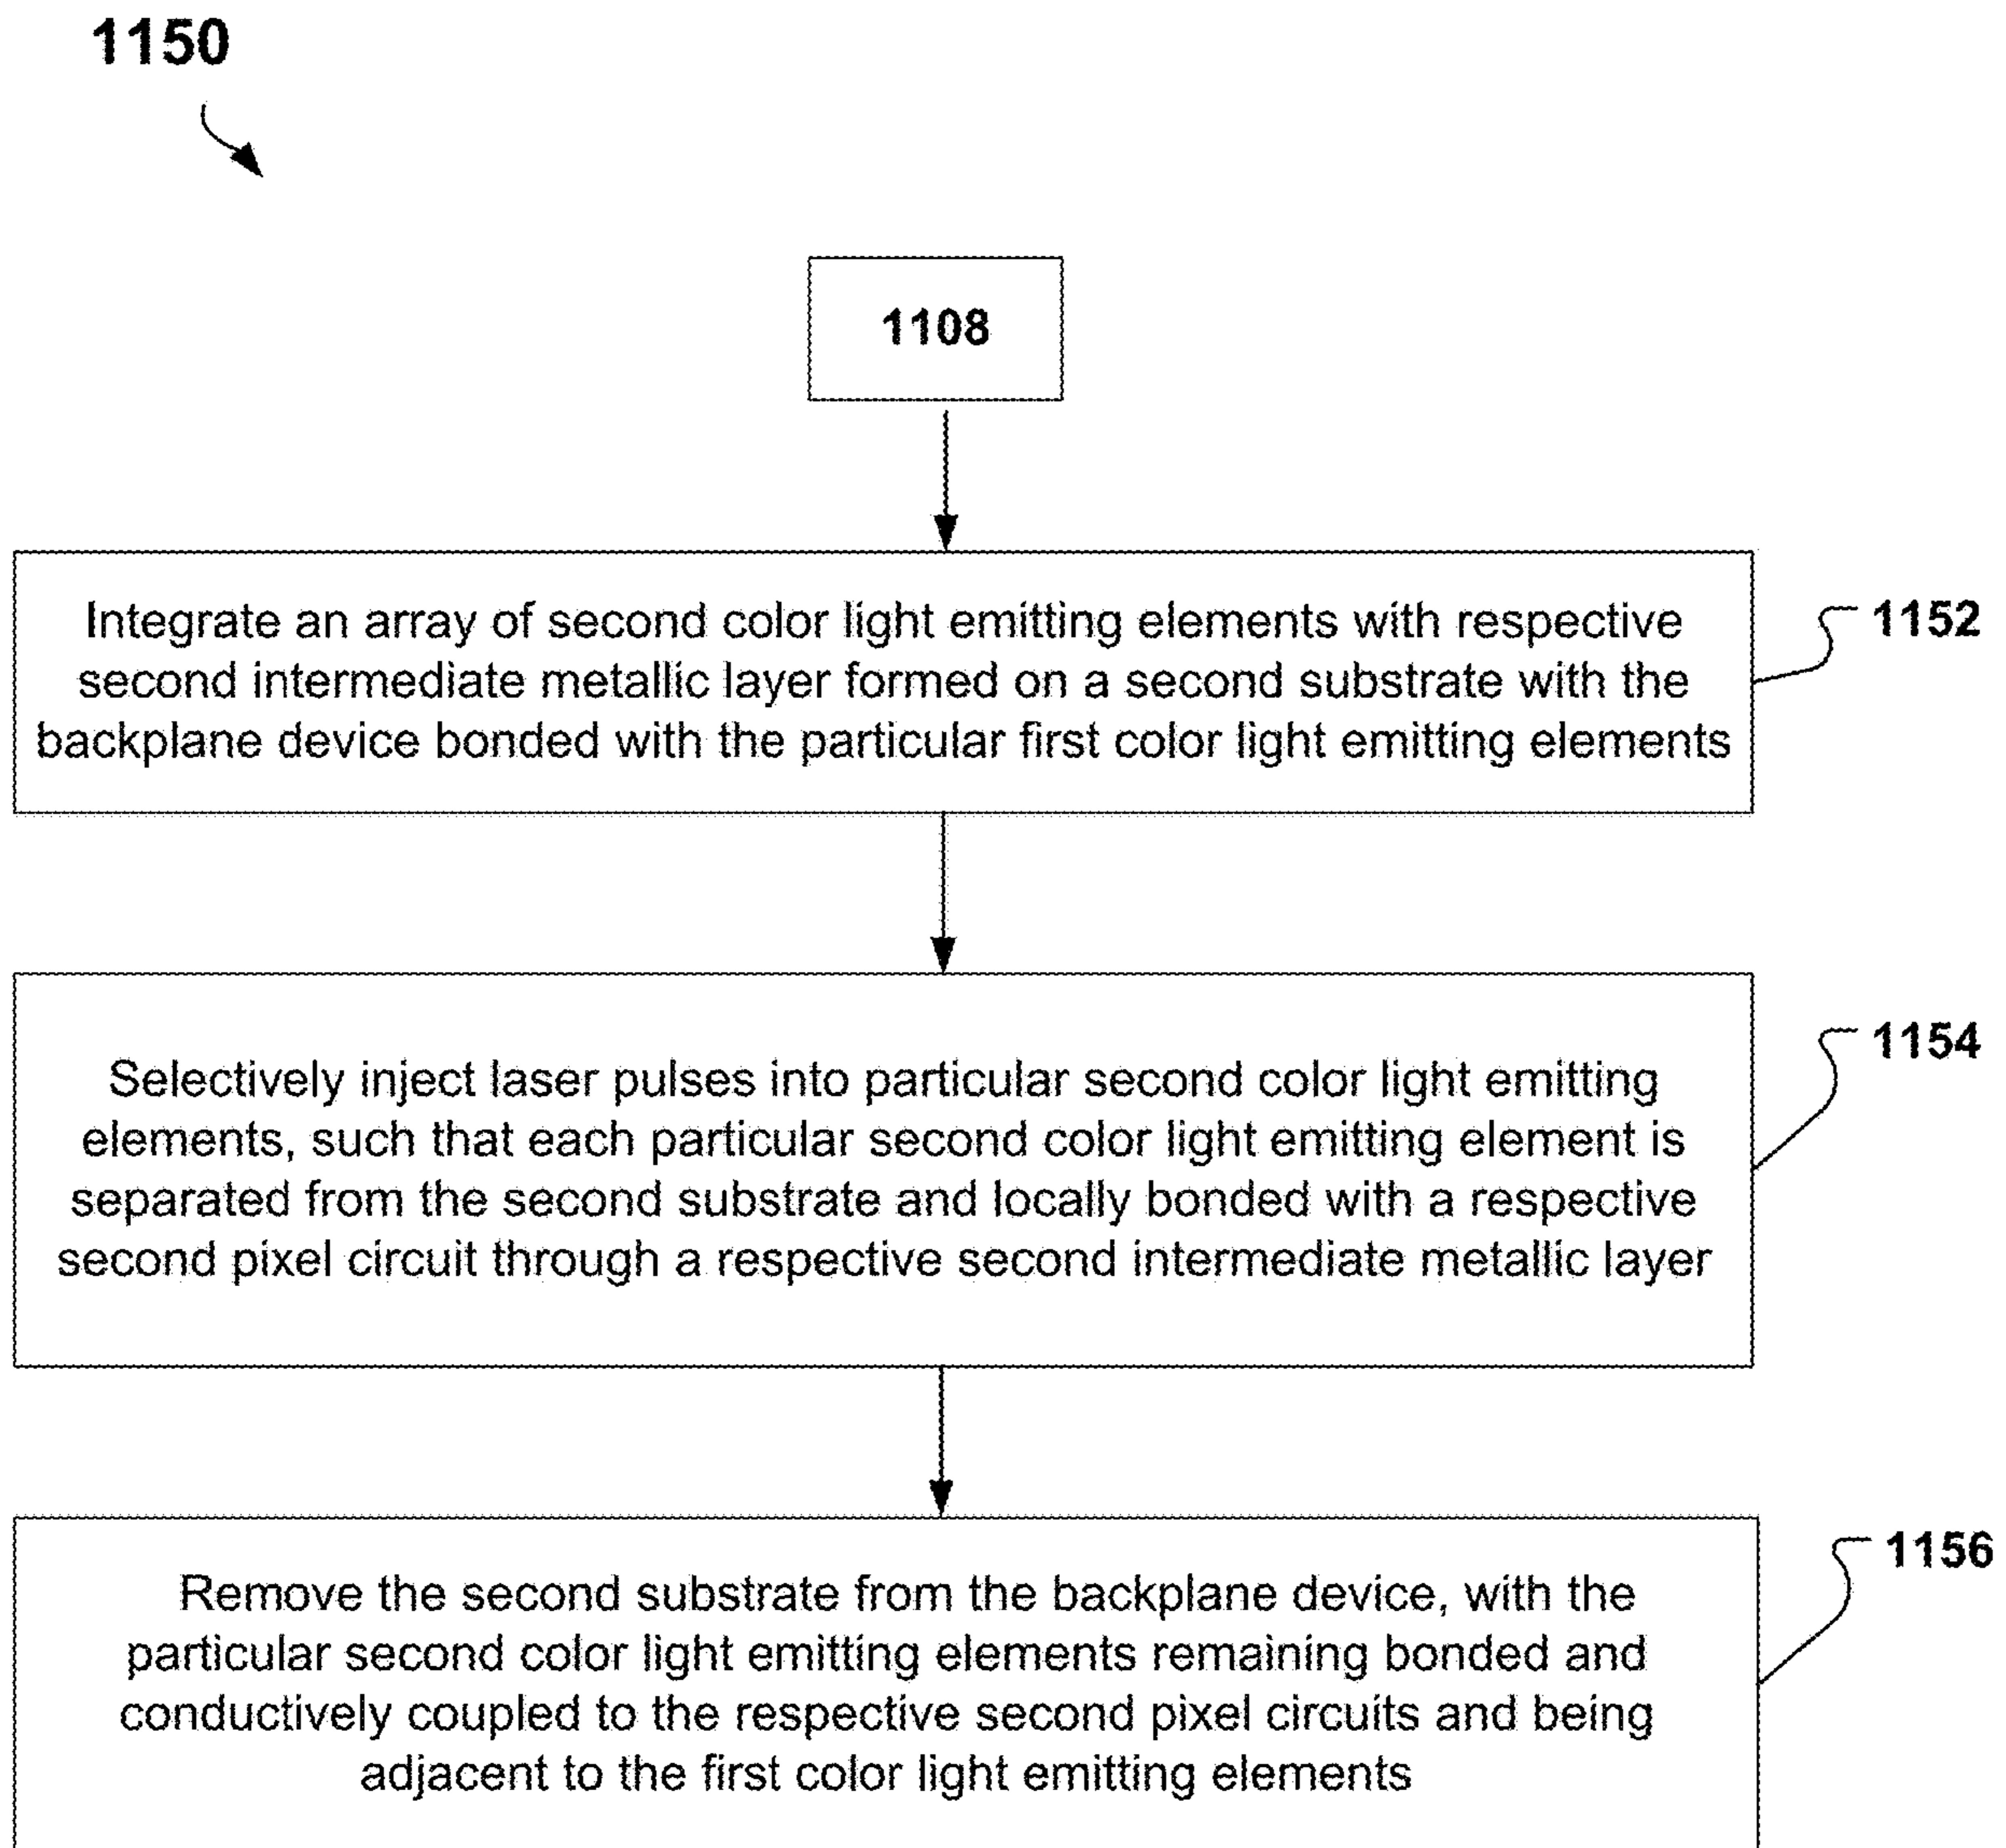 1150
1108
Integrate an array of second color light emitting elements with respective
second intermediate metallic layer formed on a second substrate with the
backplane device bonded with the particular first color light emitting elements
1152
Selectively inject laser pulses into particular second color light emitting
elements, such that each particular second color light emitting element is
separated from the second substrate and locally bonded with a respective
second pixel circuit through a respective second intermediate metallic layer
1154
Remove the second substrate from the backplane device, with the
particular second color light emitting elements remaining bonded and
conductively coupled to the respective second pixel circuits and being
adjacent to the first color light emitting elements
1156